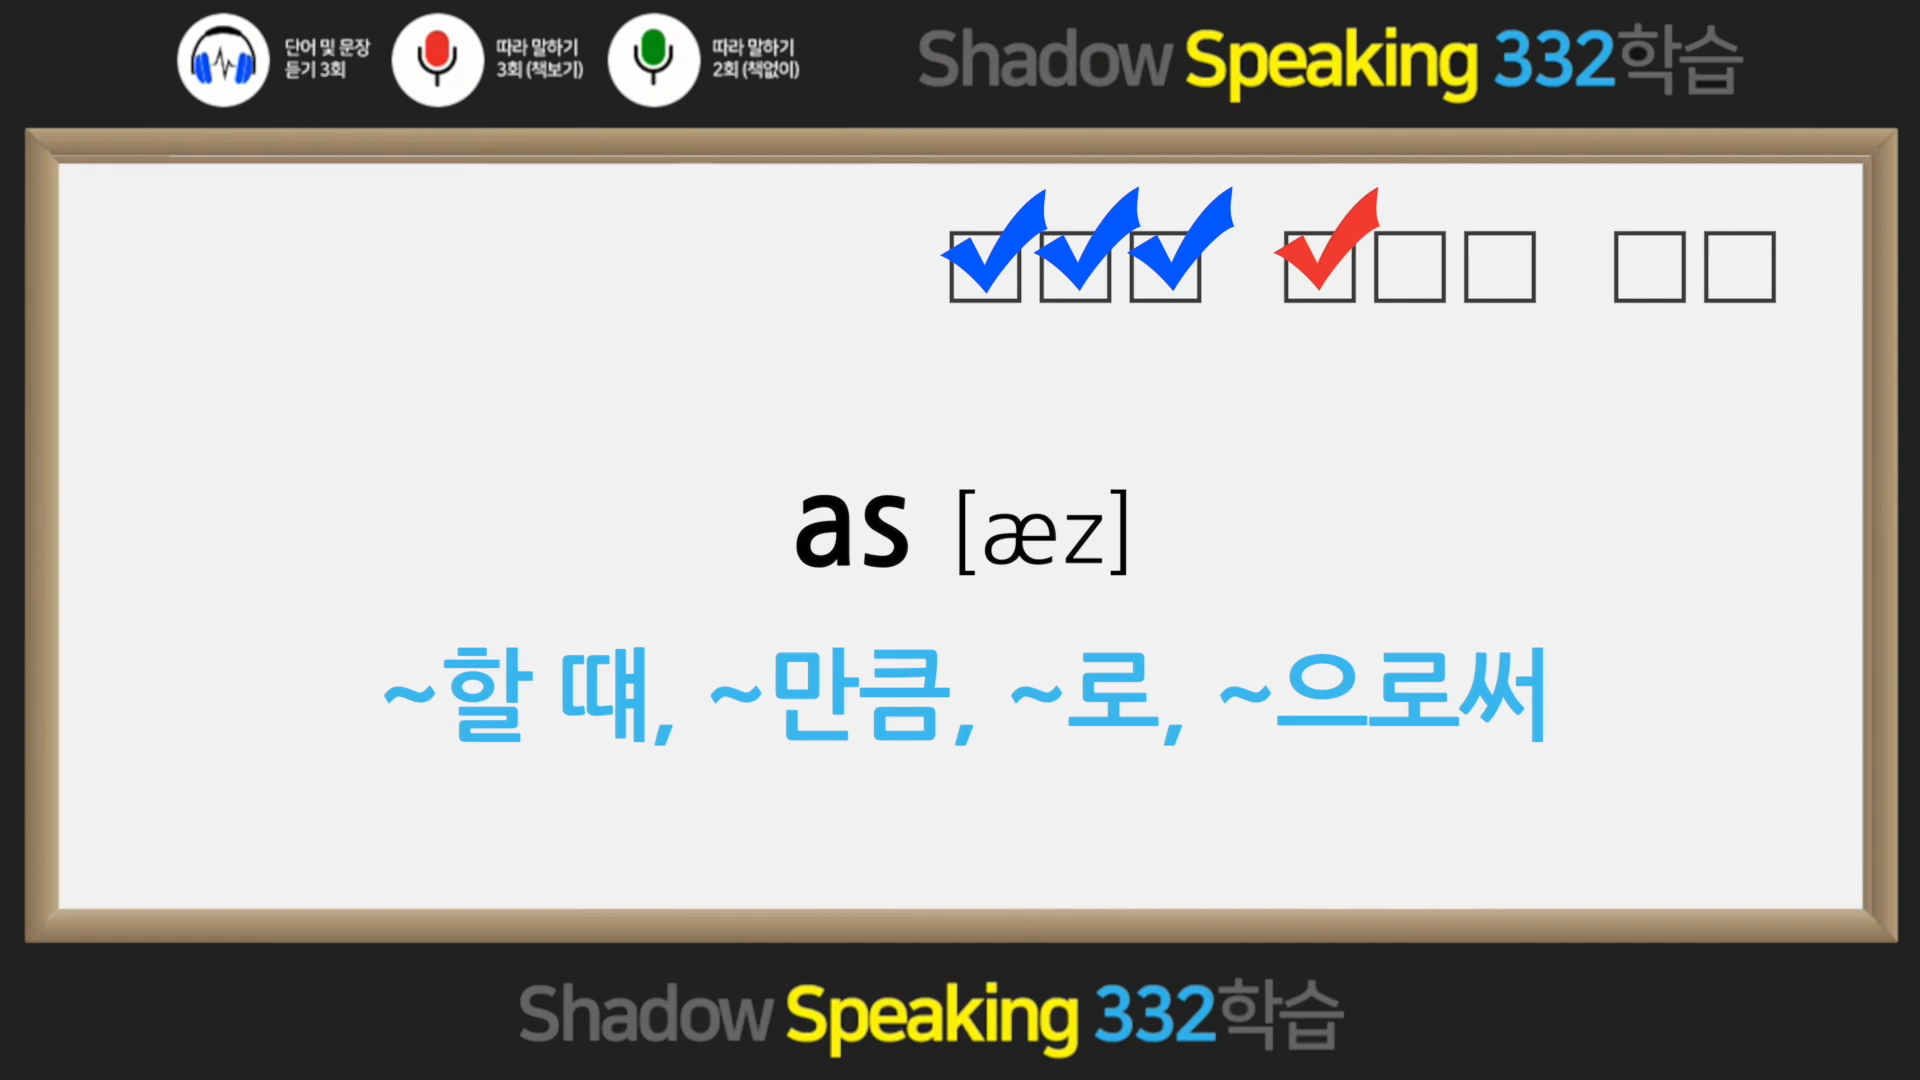 단어 및 문장
듣기 3회
따라 말하기
3회 (책보기)
따라 말하기
2회 (책없이)
Shadow Speaking 332학습
as [æz]
~할 떄, ~만큼, ~로, ~으로써
Shadow Speaking 332학습